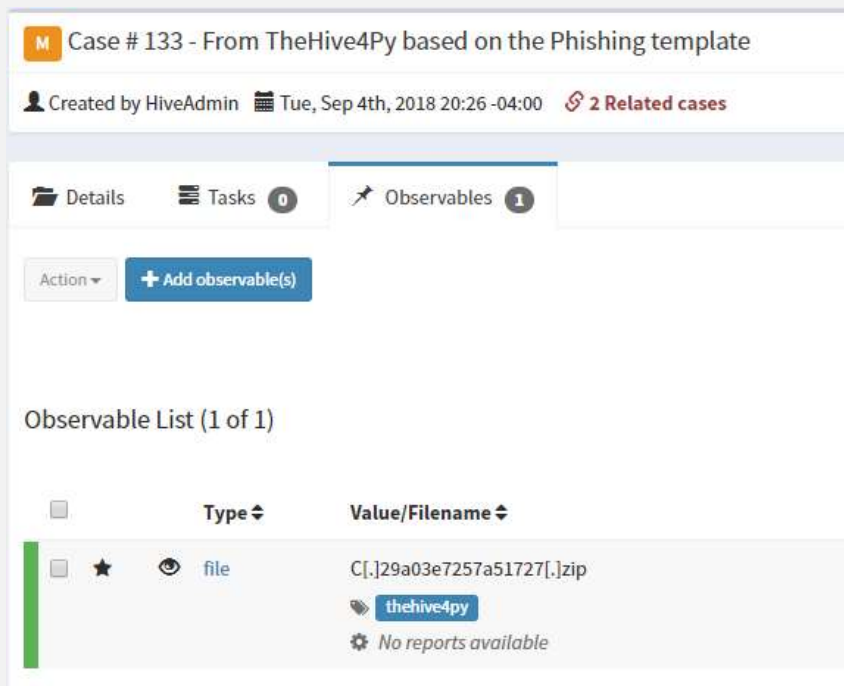 M Case # 133 - From TheHive4Py based on the Phishing template
Created by HiveAdmin Tue, Sep 4th, 2018 20:26 -04:00 2 Related cases
Details Tasks 0 Observables 1
Action Add observable(s)
Observable List (1 of 1)
Type Value/Filename
file C[.]29a03e7257a51727[.]zip
thehive4py
No reports available